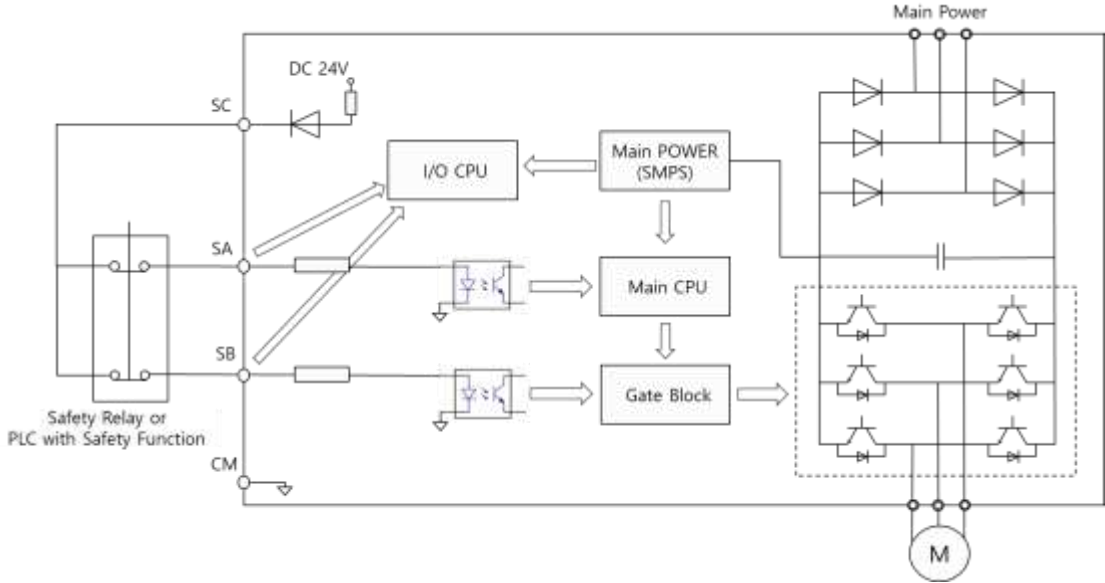 Main Power
DC 24V
SC
I/O CPU
Main POWER
(SMPS)
SA
Main CPU
SB
Gate Block
Safety Relay or
PLC with Safety Function
CM
M